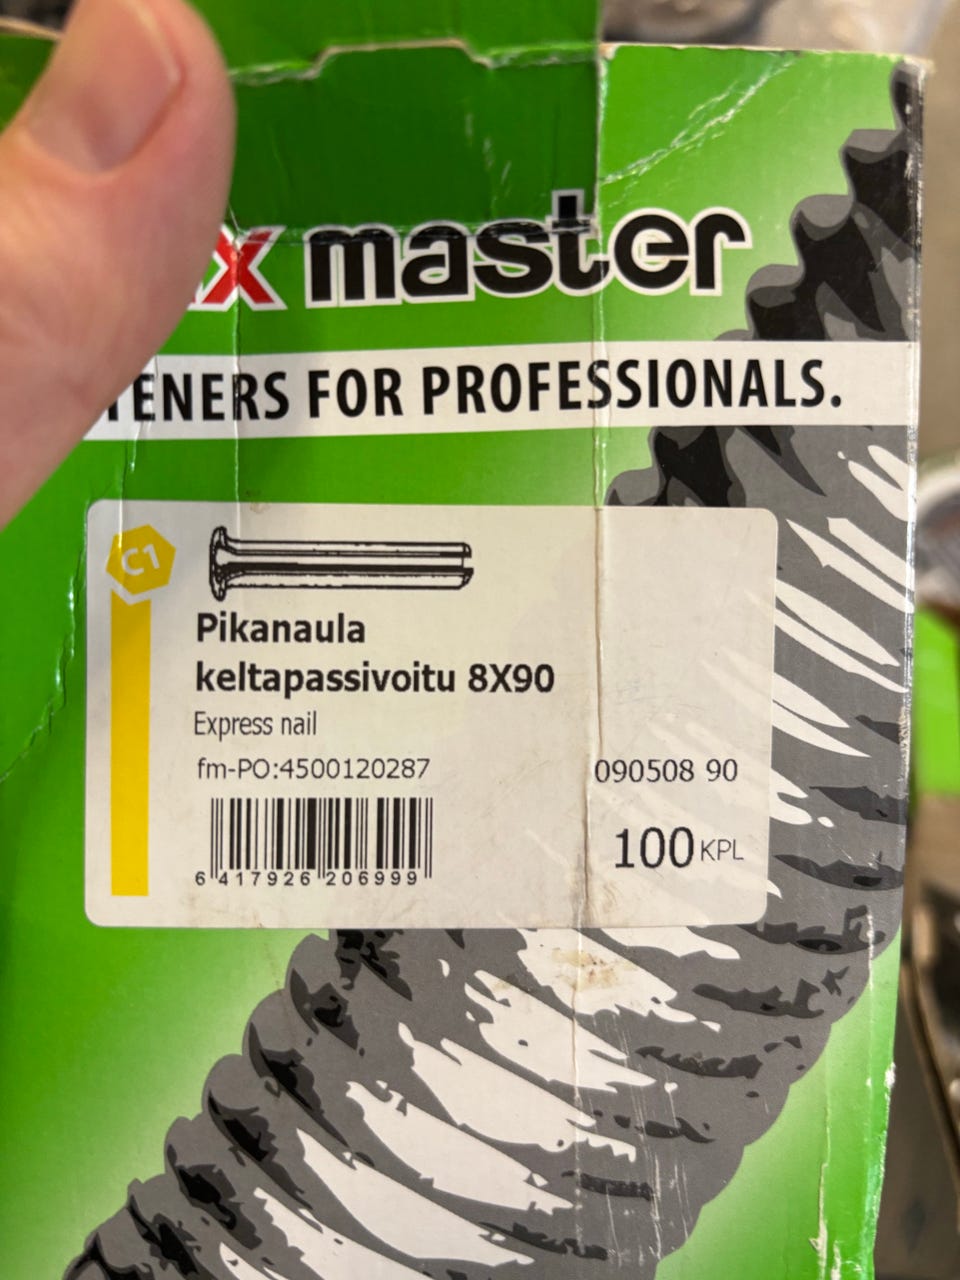 master
FOR PROFESSIONALS.
C1
Pikanaula
keltapassivoitu 8X90
Express nail
fm-PO:4500120287
090508 90
100 KPL
6 417926 206999